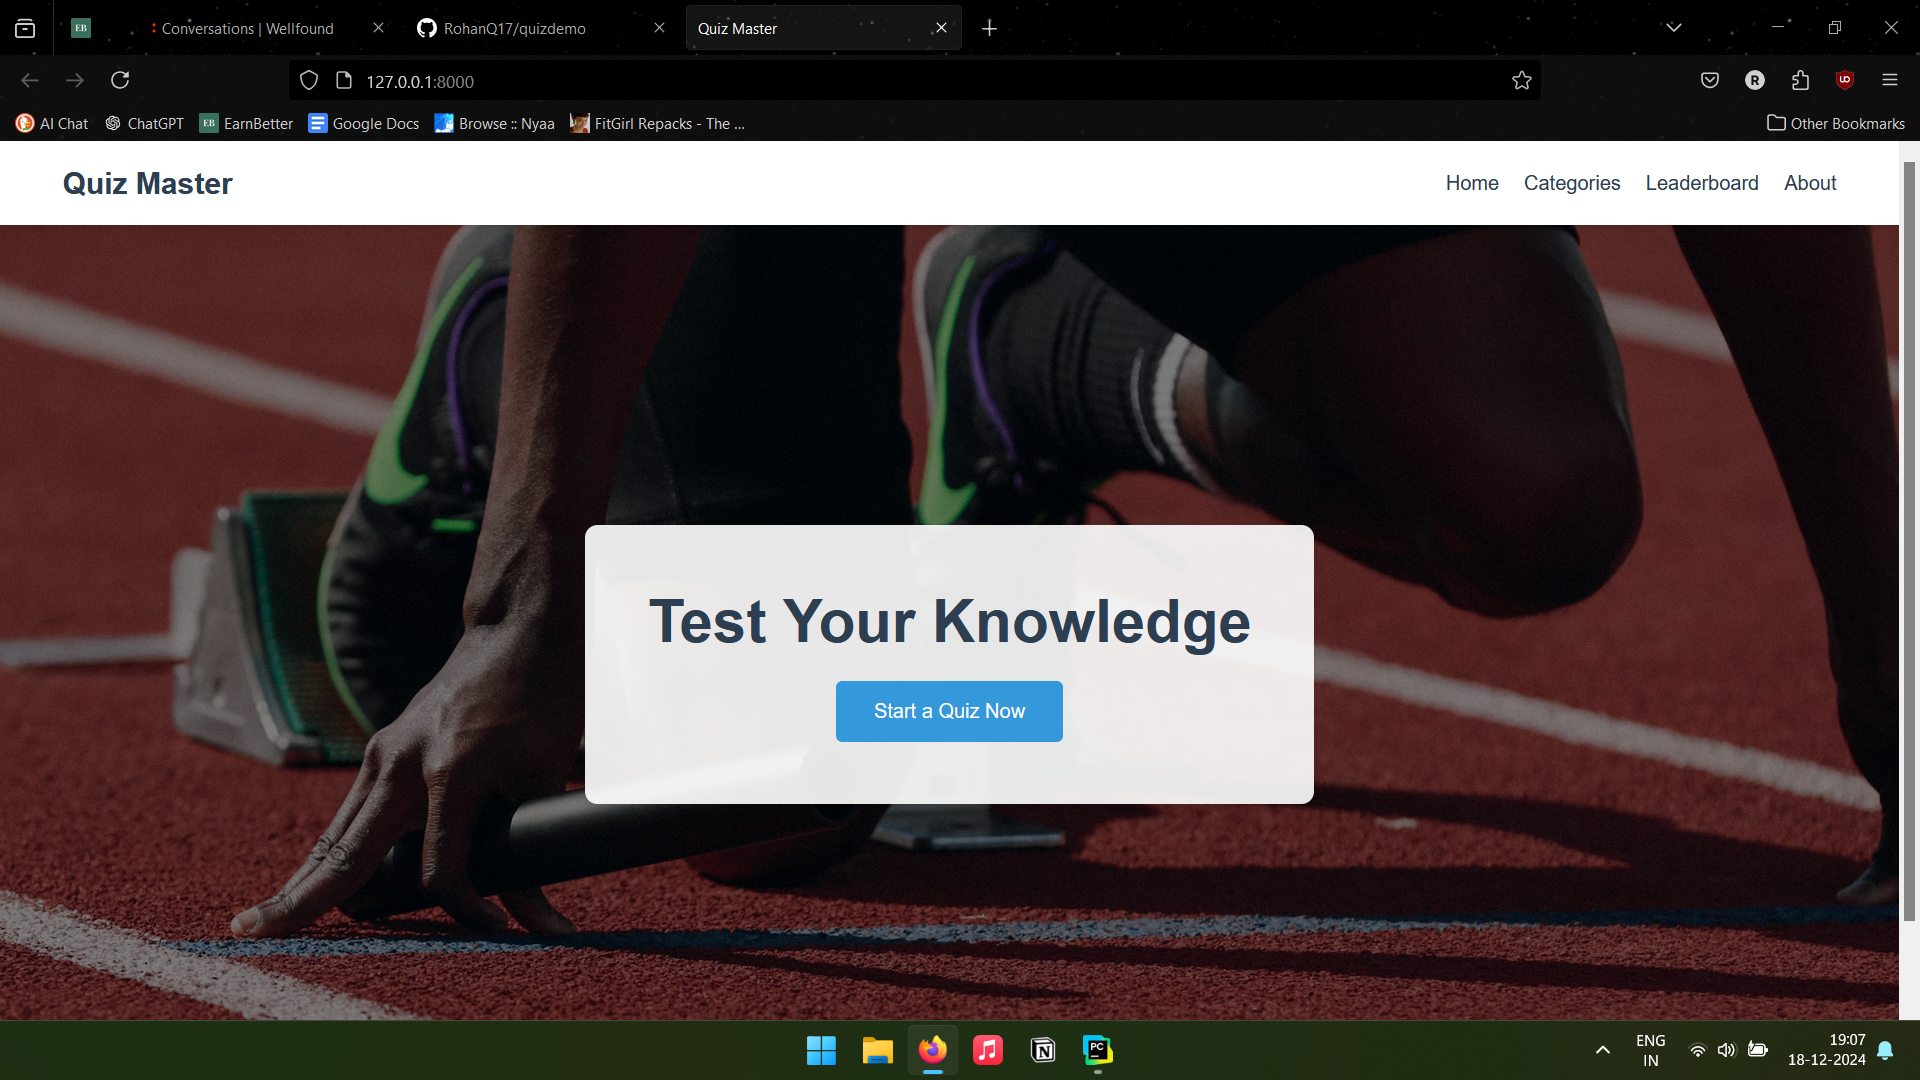 EB
Conversations | Wellfound
RohanQ17/quizdemo
Quiz Master
127.0.0.1:8000
R
AI Chat
ChatGPT
EB
EarnBetter
Google Docs
Browse :: Nyaa
FitGirl Repacks - The ...
Other Bookmarks
Quiz Master
Home
Categories
Leaderboard
About
Test Your Knowledge
Start a Quiz Now
PC
ENG
IN
19:07
18-12-2024